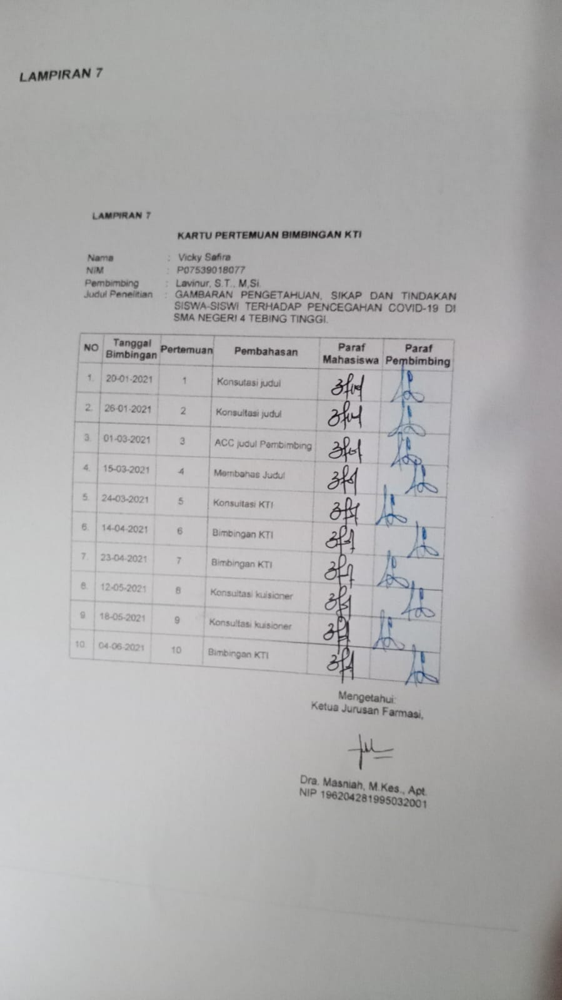 LAMPIRAN 7
LAMPIRAN 7
KARTU PERTEMUAN BIMBINGAN KTI
Nama : Vicky Safira
NIM : P07539018077
Pembimbing : Lavinur, S.T., M,Si.
Judul Penelitian : GAMBARAN PENGETAHUAN, SIKAP DAN TINDAKAN
SISWA-SISWI TERHADAP PENCEGAHAN COVID-19 DI
SMA NEGERI 4 TEBING TINGGI.
NO Tanggal Bimbingan Pertemuan Pembahasan Paraf Mahasiswa Paraf Pembimbing
1. 20-01-2021 1 Konsutasi judul
2. 26-01-2021 2 Konsultasi judul
3. 01-03-2021 3 ACC judul Pembimbing
4. 15-03-2021 4 Membahas Judul
5. 24-03-2021 5 Konsultasi KTI
6. 14-04-2021 6 Bimbingan KTI
7. 23-04-2021 7 Bimbingan KTI
8. 12-05-2021 8 Konsultasi kuisioner
9. 18-05-2021 9 Konsultasi kuisioner
10. 04-06-2021 10 Bimbingan KTI
Mengetahui:
Ketua Jurusan Farmasi,
Dra. Masniah, M.Kes., Apt.
NIP 196204281995032001